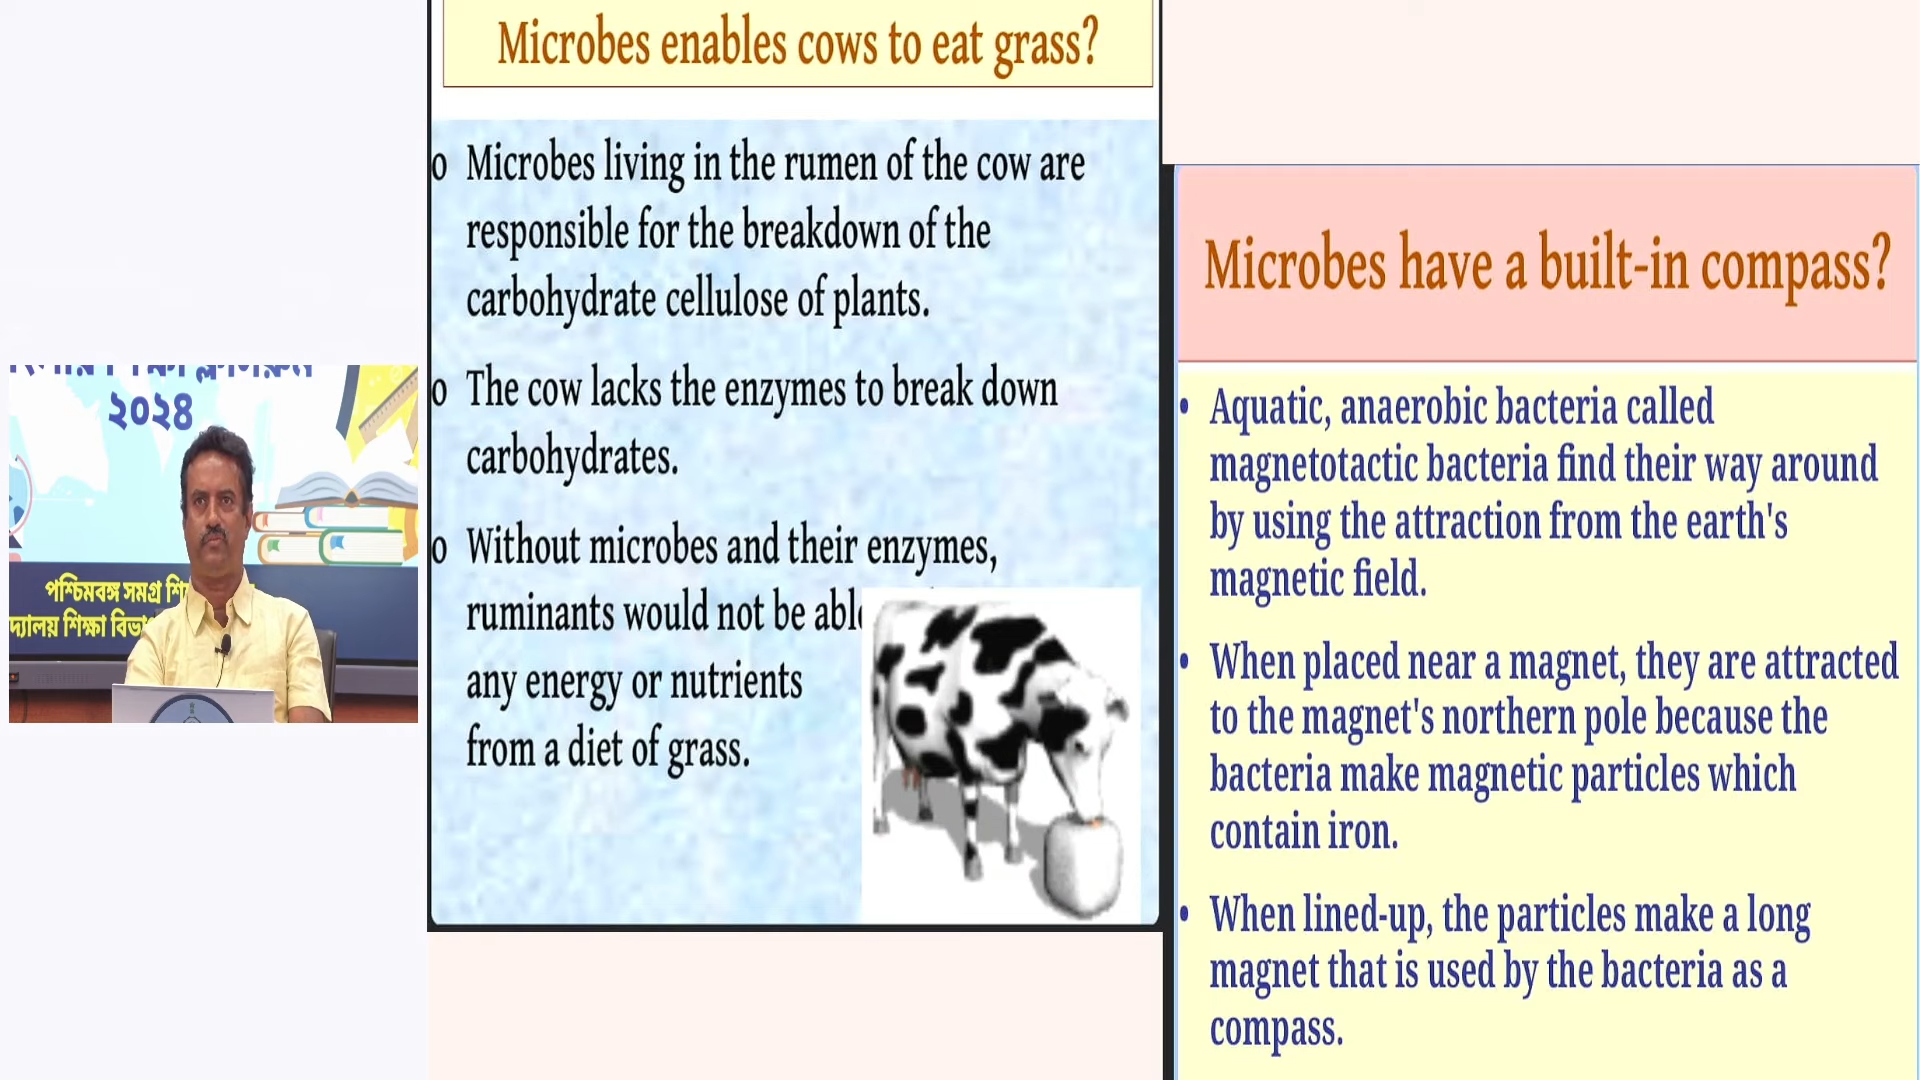 ২০২৪
পশ্চিমবঙ্গ সমগ্র
শিক্ষা
Microbes enables cows to eat grass?
o Microbes living in the rumen of the cow are
responsible for the breakdown of the
carbohydrate cellulose of plants.
o The cow lacks the enzymes to break down
carbohydrates.
o Without microbes and their enzymes,
ruminants would not be able
any energy or nutrients
from a diet of grass.
Microbes have a built-in compass?
• Aquatic, anaerobic bacteria called
magnetotactic bacteria find their way around
by using the attraction from the earth's
magnetic field.
• When placed near a magnet, they are attracted
to the magnet's northern pole because the
bacteria make magnetic particles which
contain iron.
• When lined-up, the particles make a long
magnet that is used by the bacteria as a
compass.